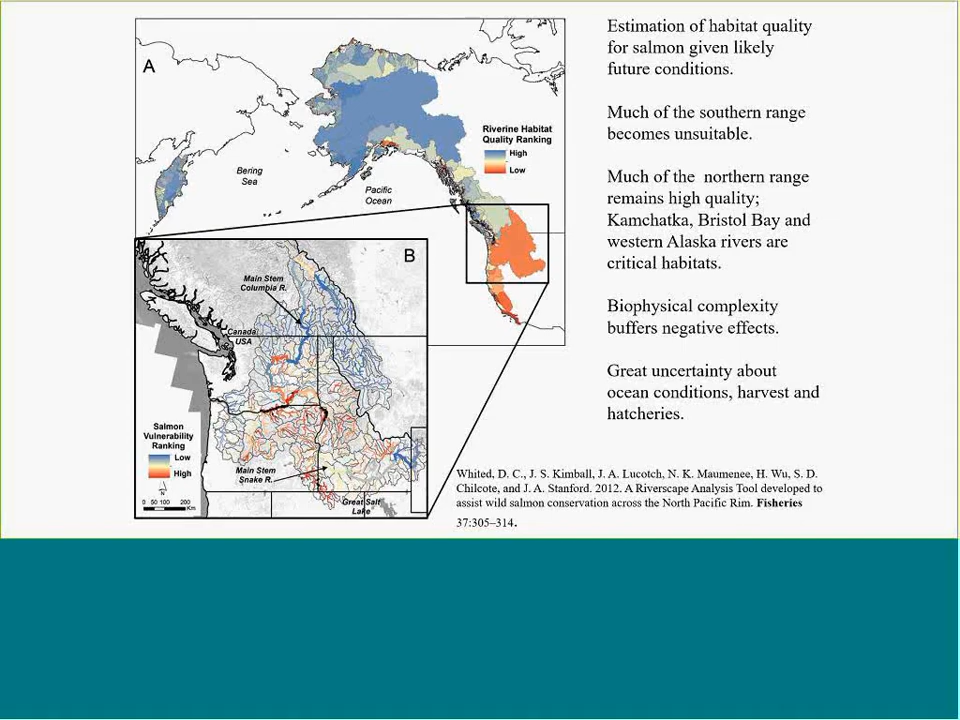 A
Bering
Sea
Pacific
Ocean
Riverine Habitat
Quality Ranking
High
Low
B
Main Stem
Columbia R.
Canada
USA
Salmon
Vulnerability
Ranking
Low
High
N
0 50 100 200
Km
Main Stem
Snake R.
Great Salt
Lake
Estimation of habitat quality
for salmon given likely
future conditions.
Much of the southern range
becomes unsuitable.
Much of the northern range
remains high quality;
Kamchatka, Bristol Bay and
western Alaska rivers are
critical habitats.
Biophysical complexity
buffers negative effects.
Great uncertainty about
ocean conditions, harvest and
hatcheries.
Whited, D. C., J. S. Kimball, J. A. Lucotch, N. K. Maumenee, H. Wu, S. D.
Chilcote, and J. A. Stanford. 2012. A Riverscape Analysis Tool developed to
assist wild salmon conservation across the North Pacific Rim. Fisheries
37:305–314.